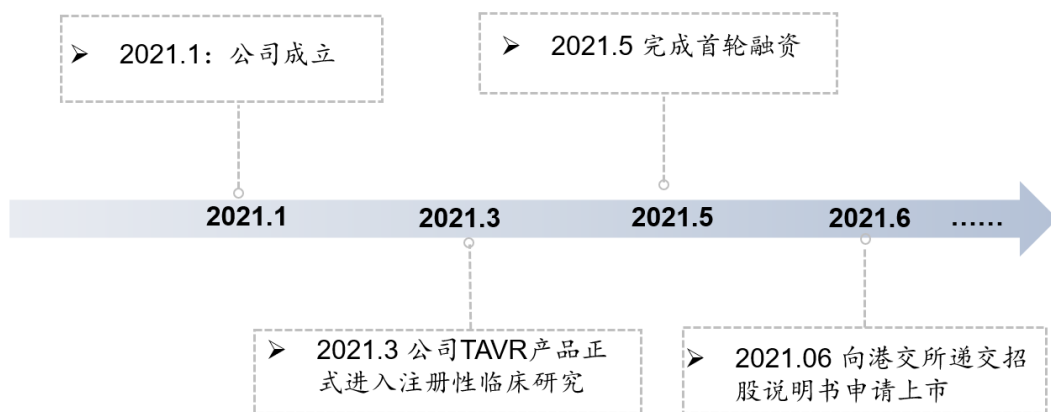 ➤ 2021.1：公司成立
➤ 2021.5 完成首轮融资
2021.1 2021.3 2021.5 2021.6 ……
➤ 2021.3 公司TAVR产品正
式进入注册性临床研究
➤ 2021.06 向港交所递交招
股说明书申请上市